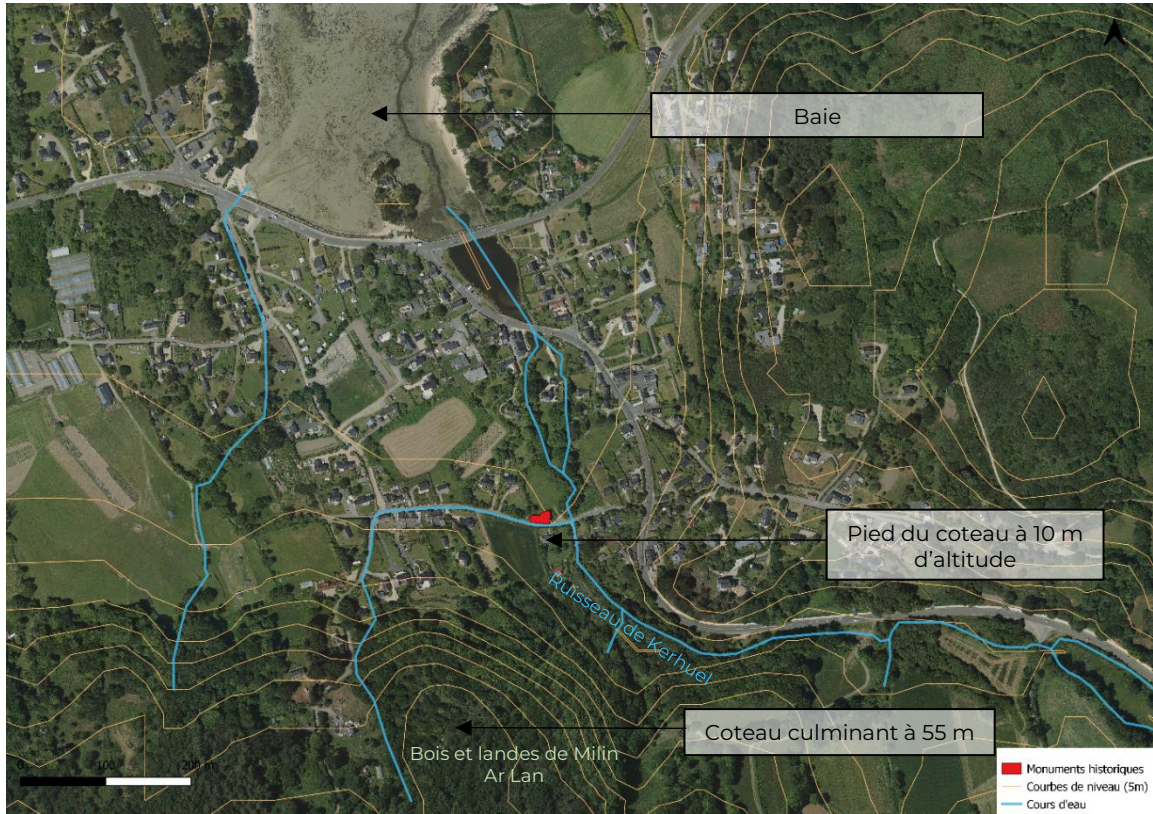 Baie
Pied du coteau à 10 m
d'altitude
Ruisseau de Kerhuel
Coteau culminant à 55 m
Bois et landes de Milin
Ar Lan
0 100 200 m
Monuments historiques
Courbes de niveau (5m)
Cours d'eau